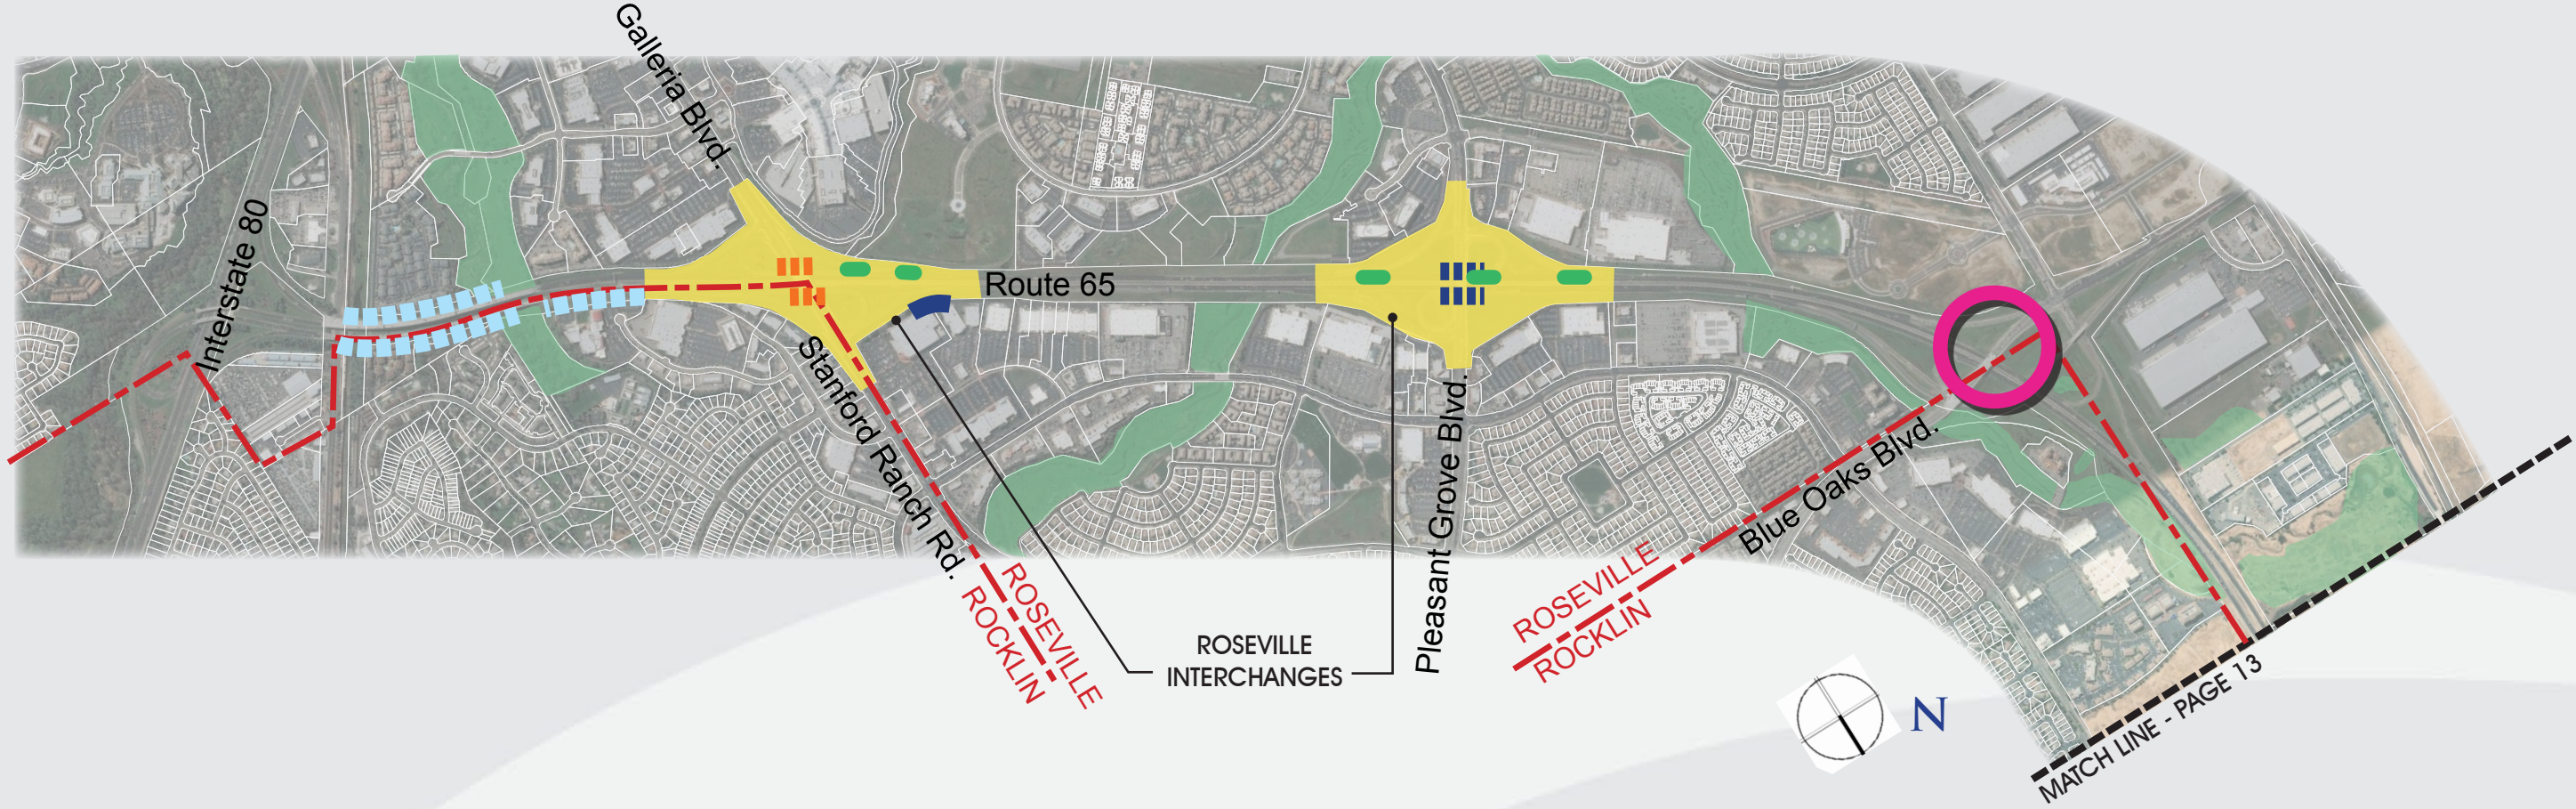 Galleria Blvd.
Interstate 80
Route 65
Stanford Ranch Rd.
Pleasant Grove Blvd.
Blue Oaks Blvd.
ROSEVILLE
ROCKLIN
ROSEVILLE
INTERCHANGES
ROSEVILLE
ROCKLIN
N
MATCH LINE - PAGE 13